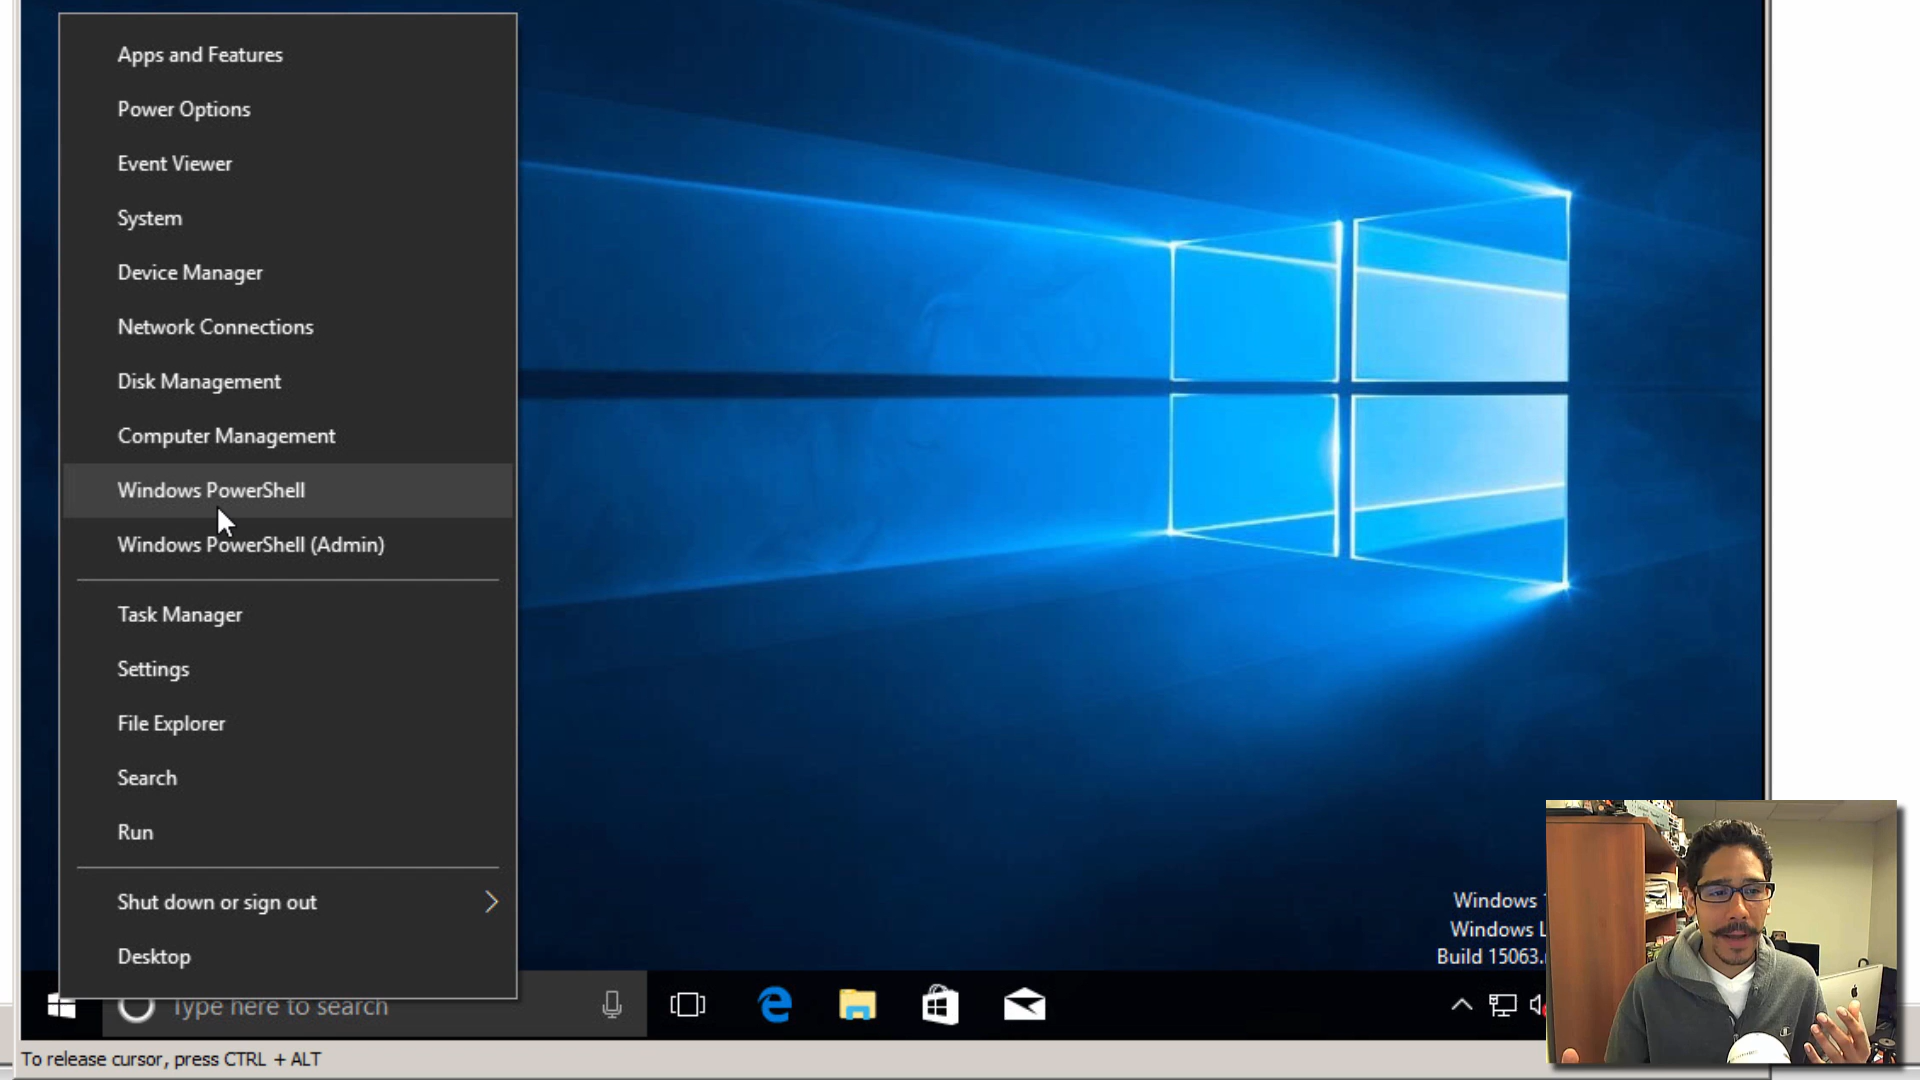 Apps and Features
Power Options
Event Viewer
System
Device Manager
Network Connections
Disk Management
Computer Management
Windows PowerShell
Windows PowerShell (Admin)
Task Manager
Settings
File Explorer
Search
Run
Shut down or sign out
Desktop
Windows
Windows L
Build 15063.
Type here to search
To release cursor, press CTRL + ALT